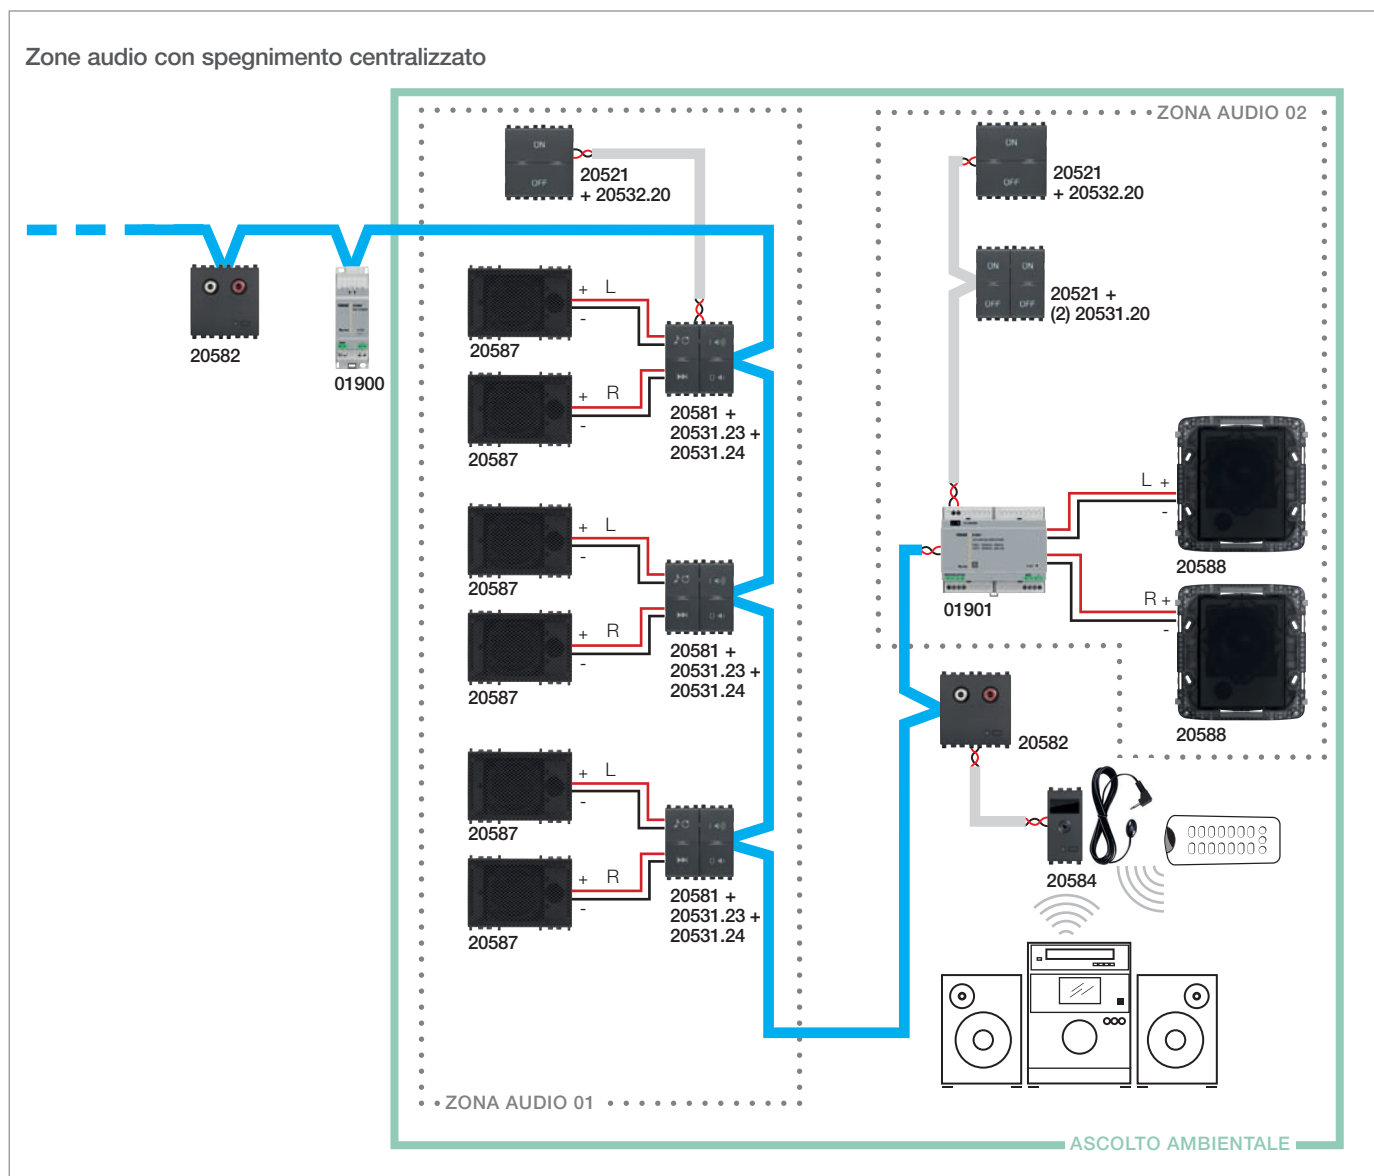 Zone audio con spegnimento centralizzato
ZONA AUDIO 02
ON
OFF
20521
+ 20532.20
ON
OFF
20521
+ 20532.20
20582
01900
+ L
-
20587
+ R
-
20587
20581 +
20531.23 +
20531.24
ON ON
OFF OFF
20521 +
(2) 20531.20
+ L
-
20587
+ R
-
20587
20581 +
20531.23 +
20531.24
01901
L +
-
20588
R +
-
20588
20582
20584
+ L
-
20587
+ R
-
20587
20581 +
20531.23 +
20531.24
ZONA AUDIO 01
ASCOLTO AMBIENTALE